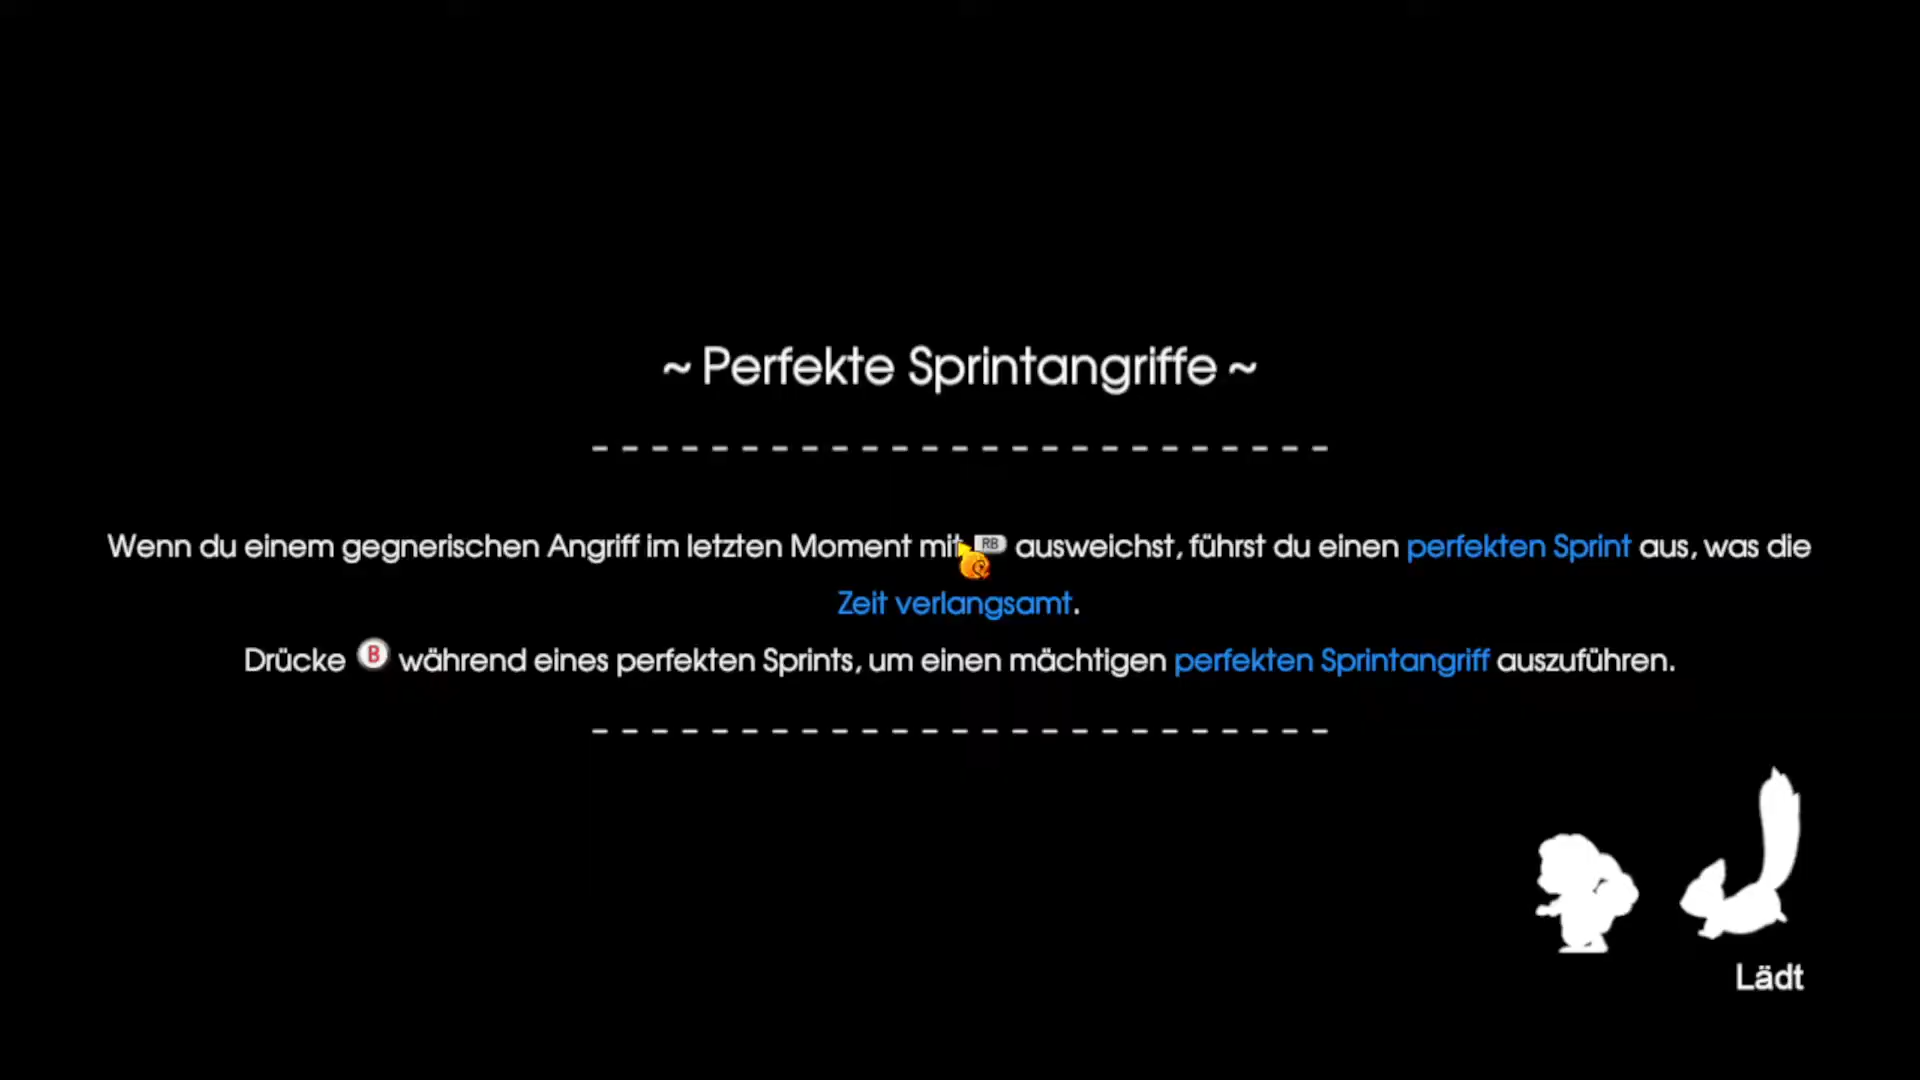 ~ Perfekte Sprintangriffe ~
- - - - - - - - - - - - - - - - - - - - - - - - -
Wenn du einem gegnerischen Angriff im letzten Moment mit RB ausweichst, führst du einen perfekten Sprint aus, was die
Zeit verlangsamt.
Drücke B während eines perfekten Sprints, um einen mächtigen perfekten Sprintangriff auszuführen.
- - - - - - - - - - - - - - - - - - - - - - - - -
Lädt